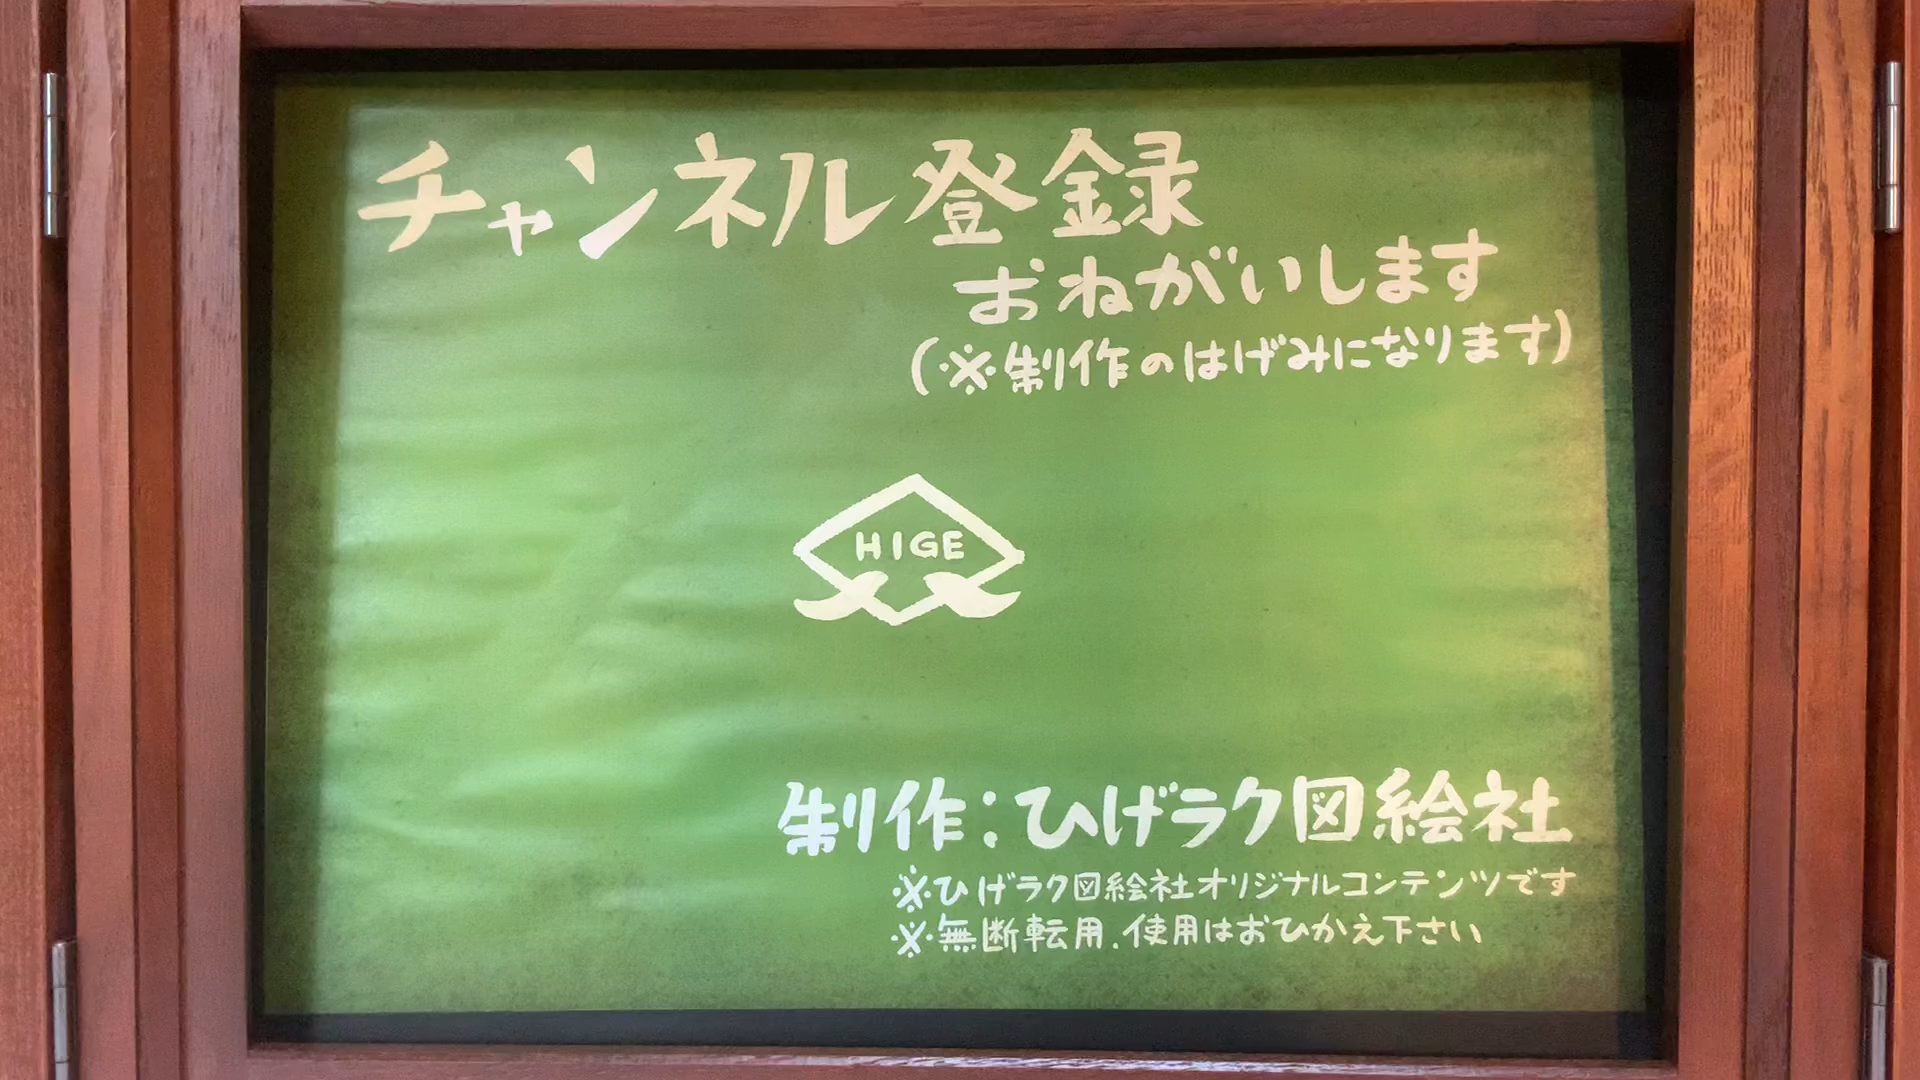 チャンネル登録
おねがいします
(※制作のはげみになります)
HIGE
制作:ひげラク図絵社
※ひげラク図絵社オリジナルコンテンツです
※無断転用.使用はおひかえ下さい